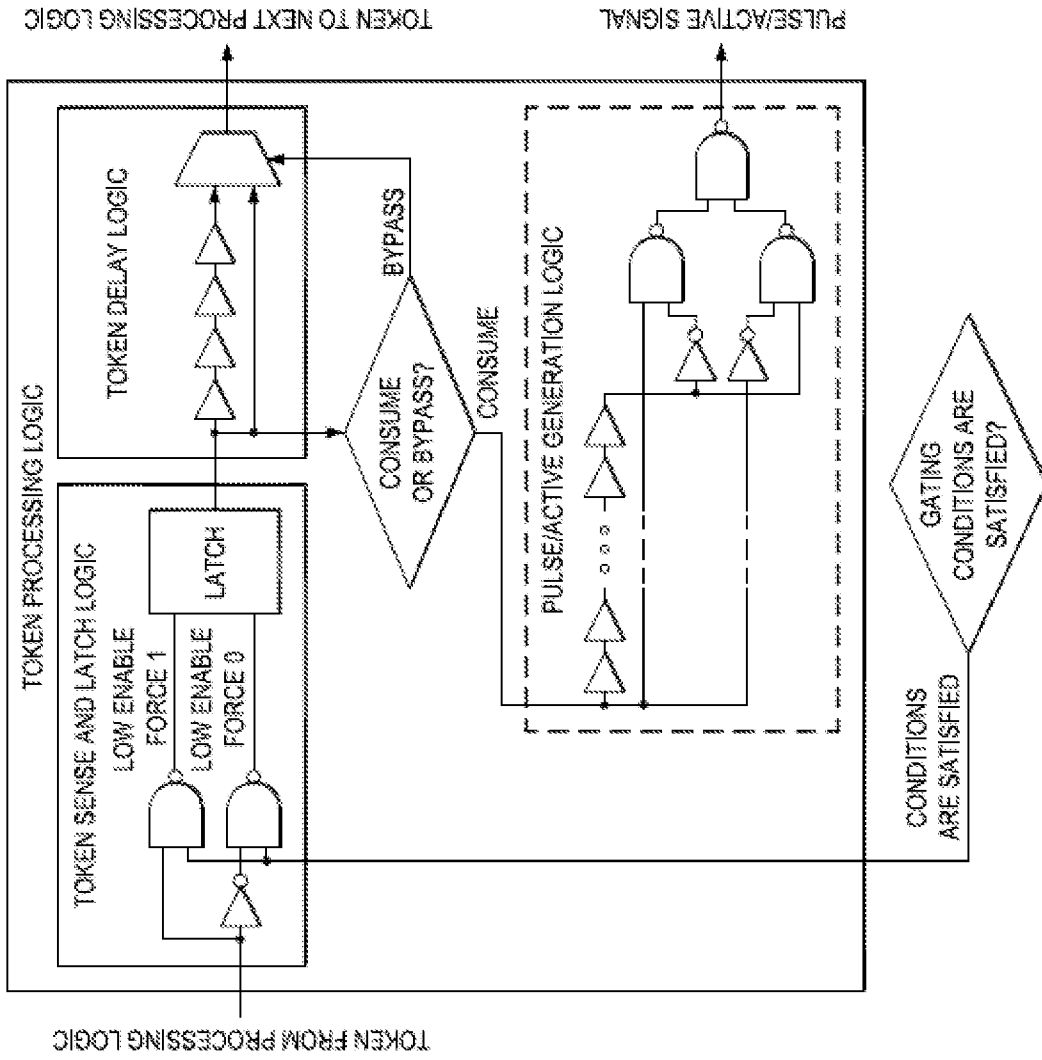 TOKEN PROCESSING LOGIC
TOKEN SENSE AND LATCH LOGIC
LOW ENABLE
FORCE 1
LOW ENABLE
FORCE 0
LATCH
TOKEN DELAY LOGIC
TOKEN FROM PROCESSING LOGIC
TOKEN TO NEXT PROCESSING LOGIC
CONSUME
OR BYPASS?
BYPASS
CONSUME
PULSE/ACTIVE GENERATION LOGIC
PULSE/ACTIVE SIGNAL
CONDITIONS
ARE SATISFIED
GATING
CONDITIONS ARE
SATISFIED?